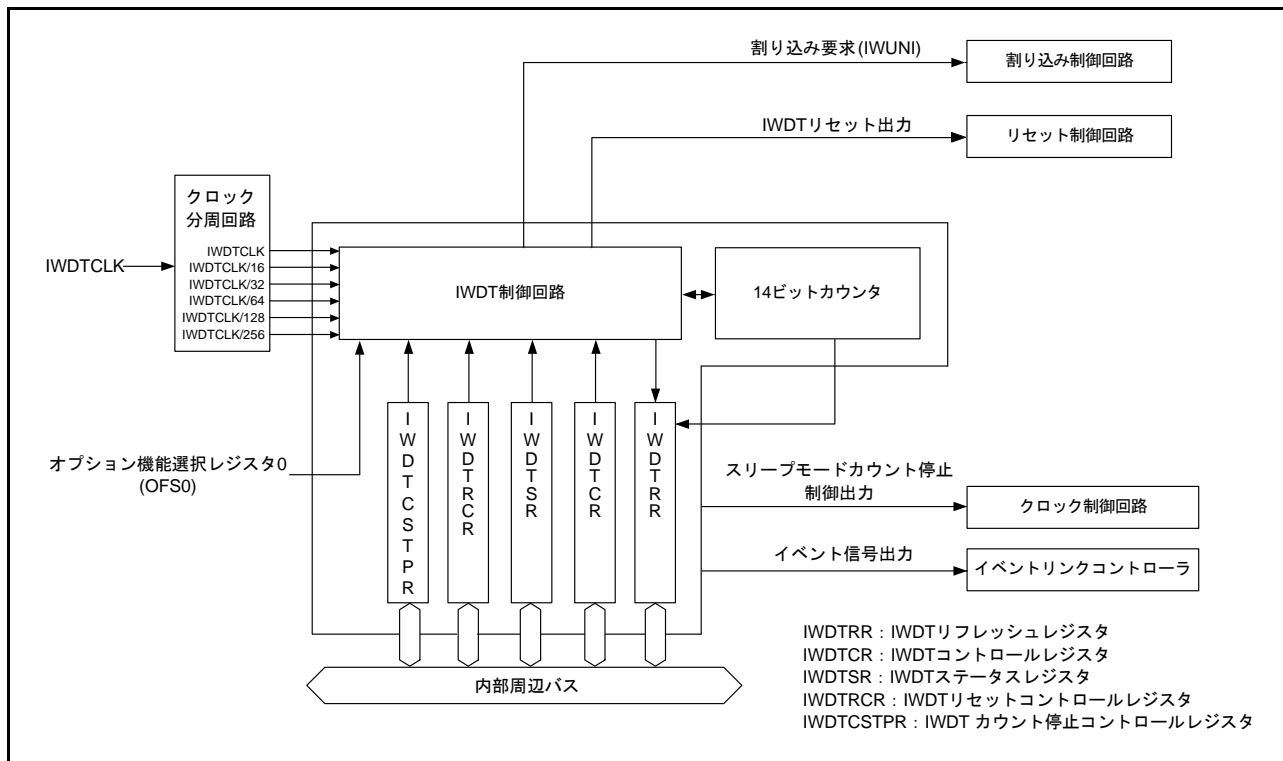 割り込み要求(IWUNI)
割り込み制御回路
IWDTリセット出力
リセット制御回路
クロック
分周回路
IWDTCLK
IWDTCLK
IWDTCLK/16
IWDTCLK/32
IWDTCLK/64
IWDTCLK/128
IWDTCLK/256
IWDT制御回路
14ビットカウンタ
オプション機能選択レジスタ0
(OFS0)
IWDTCSTPR
IWDTRCR
IWDTSR
IWDTCR
IWDTRR
スリープモードカウント停止
制御出力
クロック制御回路
イベント信号出力
イベントリンクコントローラ
内部周辺バス
IWDTRR：IWDTリフレッシュレジスタ
IWDTCR：IWDTコントロールレジスタ
IWDTSR：IWDTステータスレジスタ
IWDTRCR：IWDTリセットコントロールレジスタ
IWDTCSTPR：IWDT カウント停止コントロールレジスタ